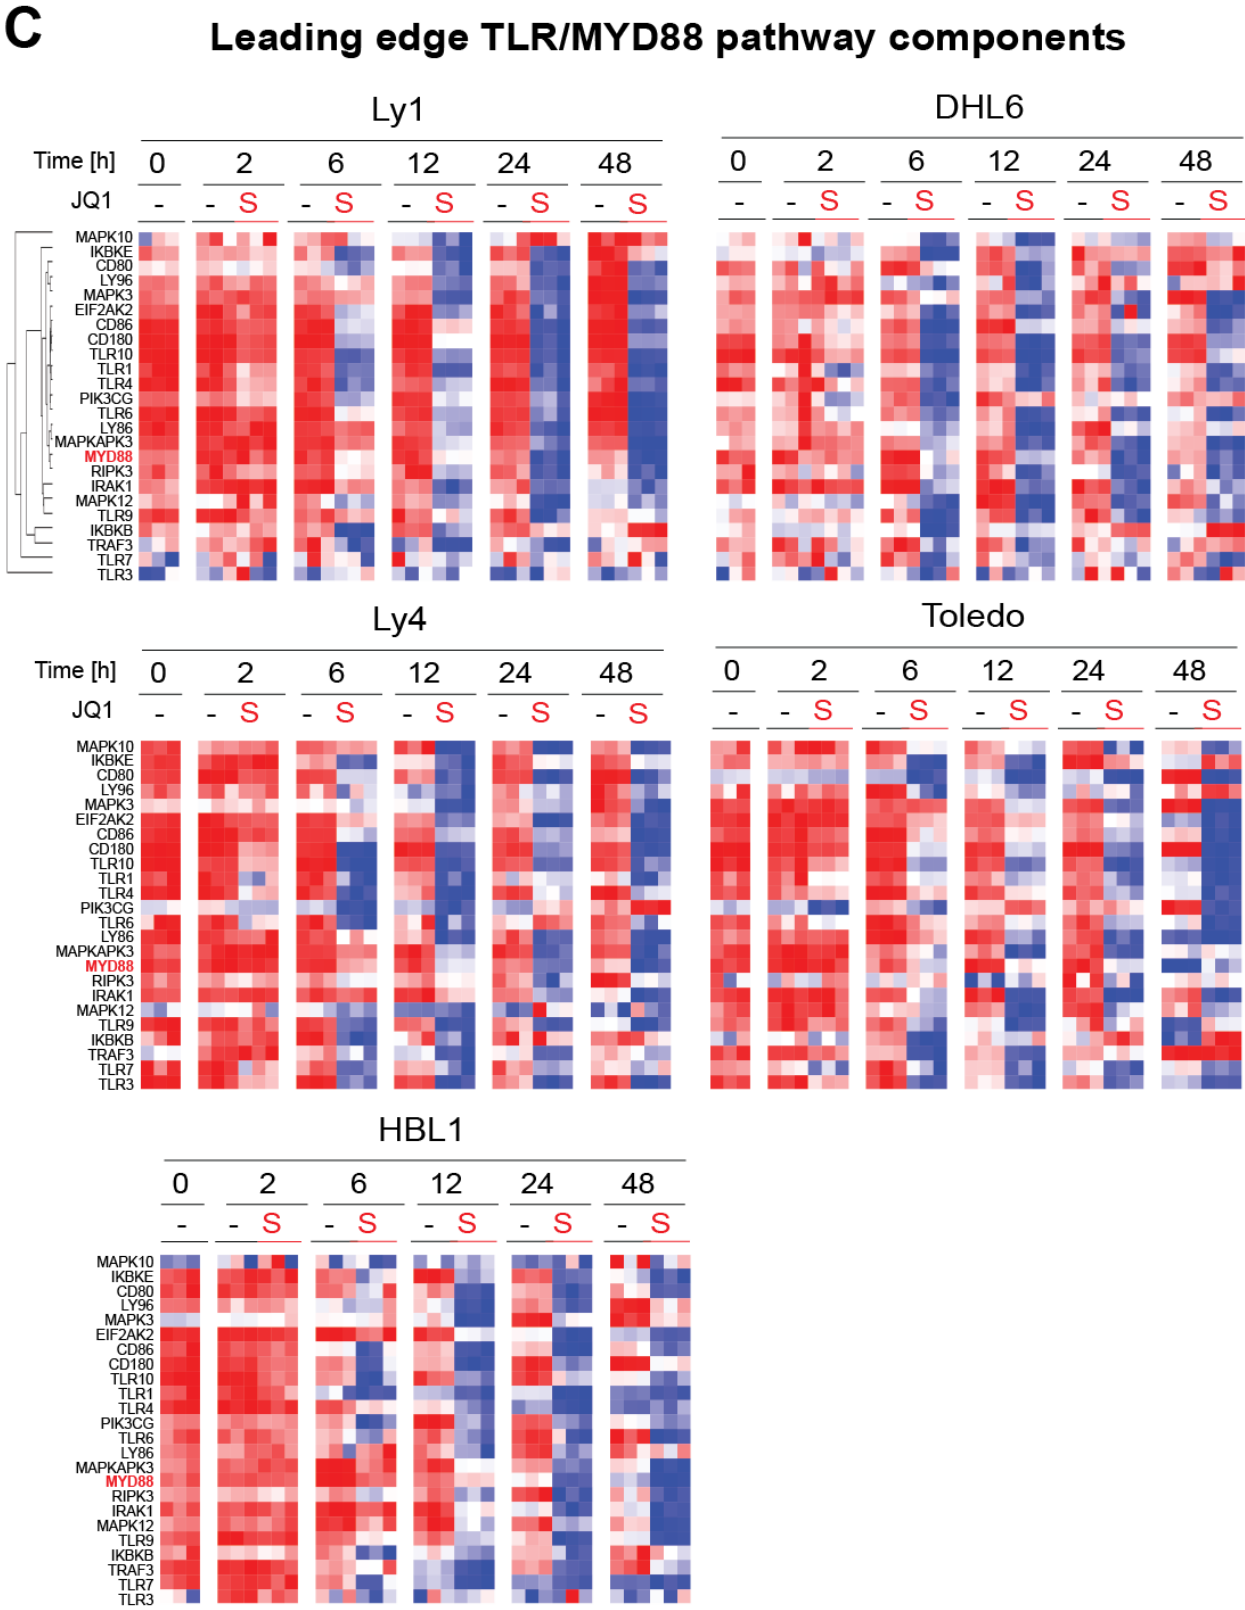 C
Leading edge TLR/MYD88 pathway components
Ly1
Time [h] 0 2 6 12 24 48
JQ1 - - S - S - S - S - S
MAPK10
IKBKE
CD80
LY96
MAPK3
EIF2AK2
CD86
CD180
TLR10
TLR1
TLR4
PIK3CG
TLR6
LY86
MAPKAPK3
MYD88
RIPK3
IRAK1
MAPK12
TLR9
IKBKB
TRAF3
TLR7
TLR3
DHL6
0 2 6 12 24 48
- - S - S - S - S - S
Ly4
Time [h] 0 2 6 12 24 48
JQ1 - - S - S - S - S - S
MAPK10
IKBKE
CD80
LY96
MAPK3
EIF2AK2
CD86
CD180
TLR10
TLR1
TLR4
PIK3CG
TLR6
LY86
MAPKAPK3
MYD88
RIPK3
IRAK1
MAPK12
TLR9
IKBKB
TRAF3
TLR7
TLR3
Toledo
0 2 6 12 24 48
- - S - S - S - S - S
HBL1
0 2 6 12 24 48
- - S - S - S - S - S
MAPK10
IKBKE
CD80
LY96
MAPK3
EIF2AK2
CD86
CD180
TLR10
TLR1
TLR4
PIK3CG
TLR6
LY86
MAPKAPK3
MYD88
RIPK3
IRAK1
MAPK12
TLR9
IKBKB
TRAF3
TLR7
TLR3